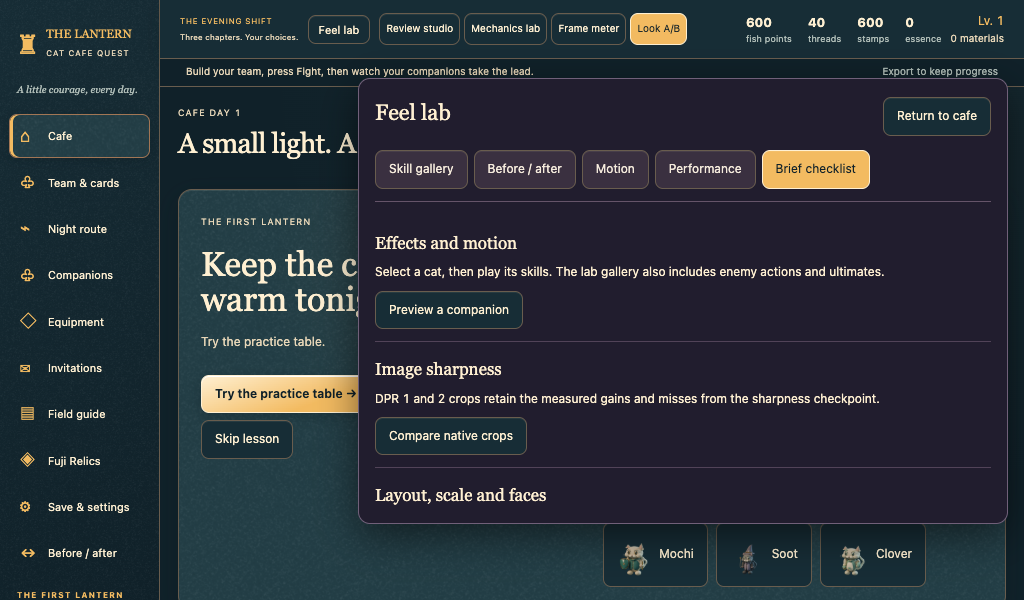 THE LANTERN
CAT CAFE QUEST
A little courage, every day.
Cafe
Team & cards
Night route
Companions
Equipment
Invitations
Field guide
Fuji Relics
Save & settings
Before / after
THE FIRST LANTERN
THE EVENING SHIFT
Three chapters. Your choices.
Feel lab
Review studio
Mechanics lab
Frame meter
Look A/B
600
fish points
40
threads
600
stamps
0
essence
Lv. 1
0 materials
Build your team, press Fight, then watch your companions take the lead.
Export to keep progress
CAFE DAY 1
A small light. A
THE FIRST LANTERN
Keep the c
warm tonig
Try the practice table.
Try the practice table →
Skip lesson
Feel lab
Return to cafe
Skill gallery
Before / after
Motion
Performance
Brief checklist
Effects and motion
Select a cat, then play its skills. The lab gallery also includes enemy actions and ultimates.
Preview a companion
Image sharpness
DPR 1 and 2 crops retain the measured gains and misses from the sharpness checkpoint.
Compare native crops
Layout, scale and faces
Mochi
Soot
Clover